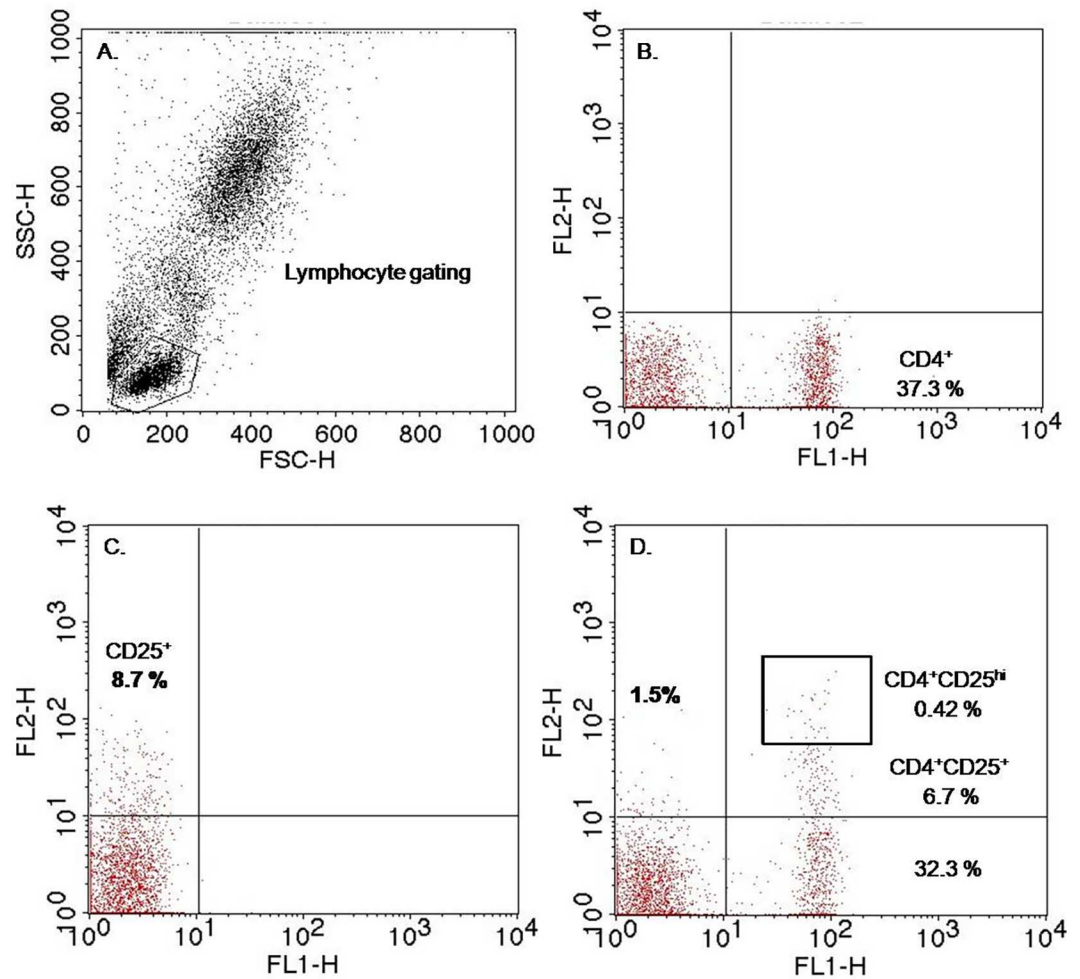 A.
1000
800
600
400
200
0
SSC-H
Lymphocyte gating
0 200 400 600 800 1000
FSC-H
B.
10⁴
10³
10²
10¹
10⁰
FL2-H
CD4⁺
37.3 %
10⁰ 10¹ 10² 10³ 10⁴
FL1-H
C.
10⁴
10³
10²
10¹
10⁰
FL2-H
CD25⁺
8.7 %
10⁰ 10¹ 10² 10³ 10⁴
FL1-H
D.
10⁴
10³
10²
10¹
10⁰
FL2-H
1.5%
CD4⁺CD25ʰⁱ
0.42 %
CD4⁺CD25⁺
6.7 %
32.3 %
10⁰ 10¹ 10² 10³ 10⁴
FL1-H